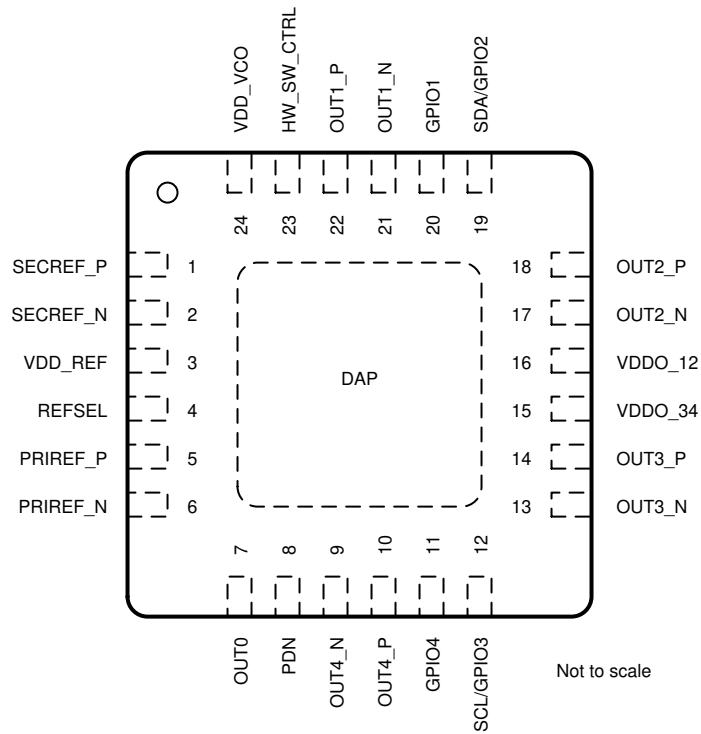 VDD_VCO
HW_SW_CTRL
OUT1_P
OUT1_N
GPIO1
SDA/GPIO2
24
23
22
21
20
19
SECREF_P 1
SECREF_N 2
VDD_REF 3
REFSEL 4
PRIREF_P 5
PRIREF_N 6
DAP
18 OUT2_P
17 OUT2_N
16 VDDO_12
15 VDDO_34
14 OUT3_P
13 OUT3_N
7
8
9
10
11
12
OUT0
PDN
OUT4_N
OUT4_P
GPIO4
SCL/GPIO3
Not to scale